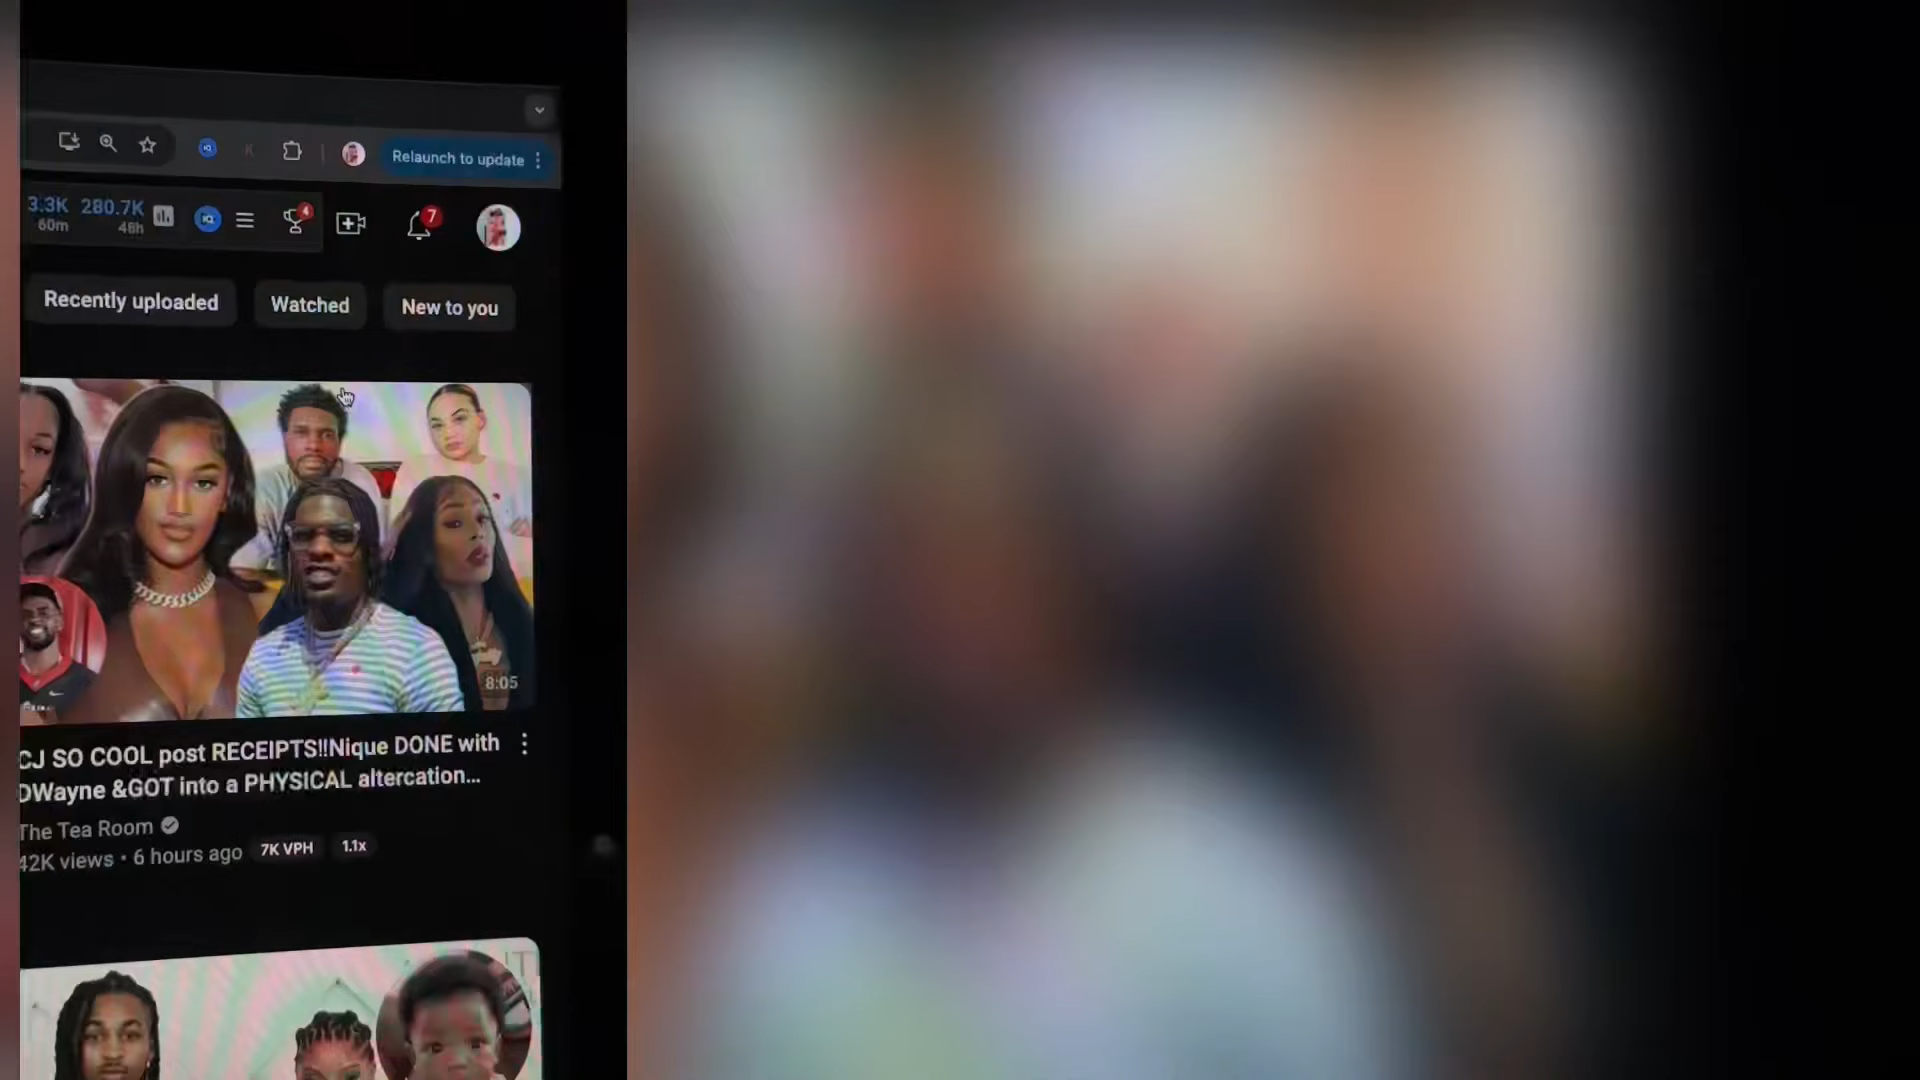 Relaunch to update
3.3K 280.7K
60m 48h
4
7
Recently uploaded Watched New to you
8:05
CJ SO COOL post RECEIPTS!!Nique DONE with
DWayne &GOT into a PHYSICAL altercation...
The Tea Room
42K views • 6 hours ago 7K VPH 1.1x